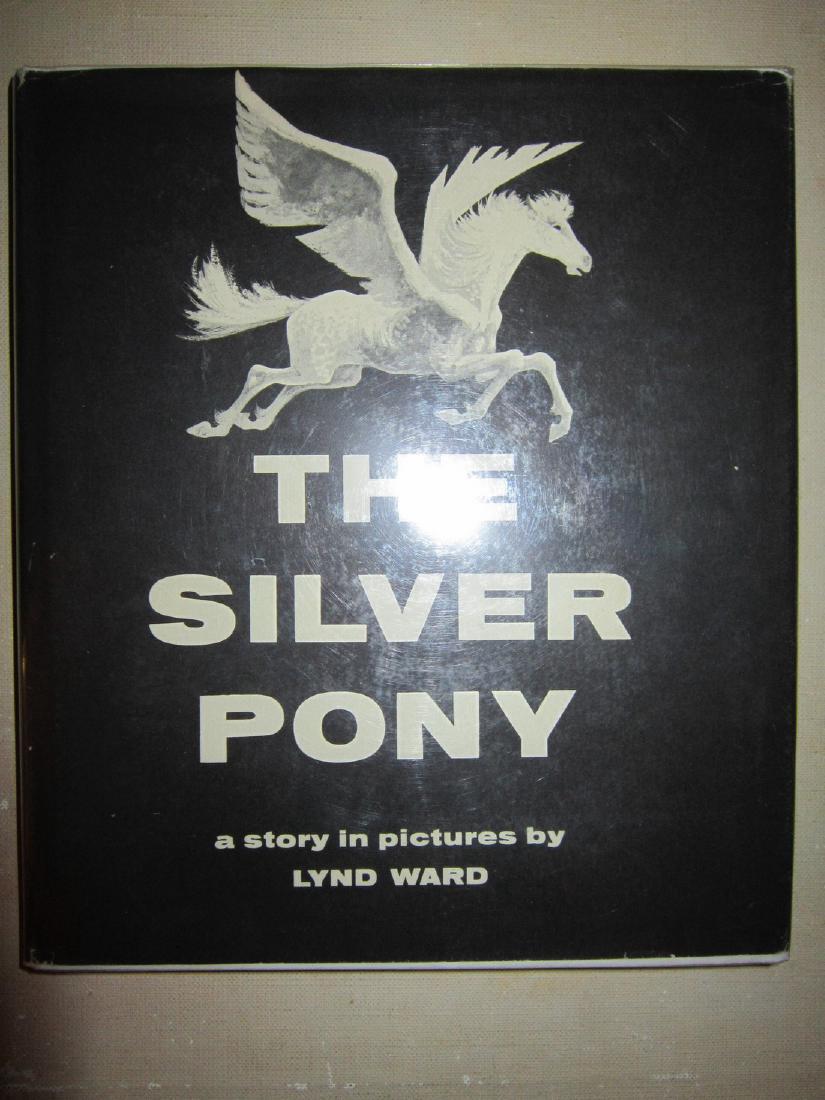 THE
SILVER
PONY
a story in pictures by
LYND WARD